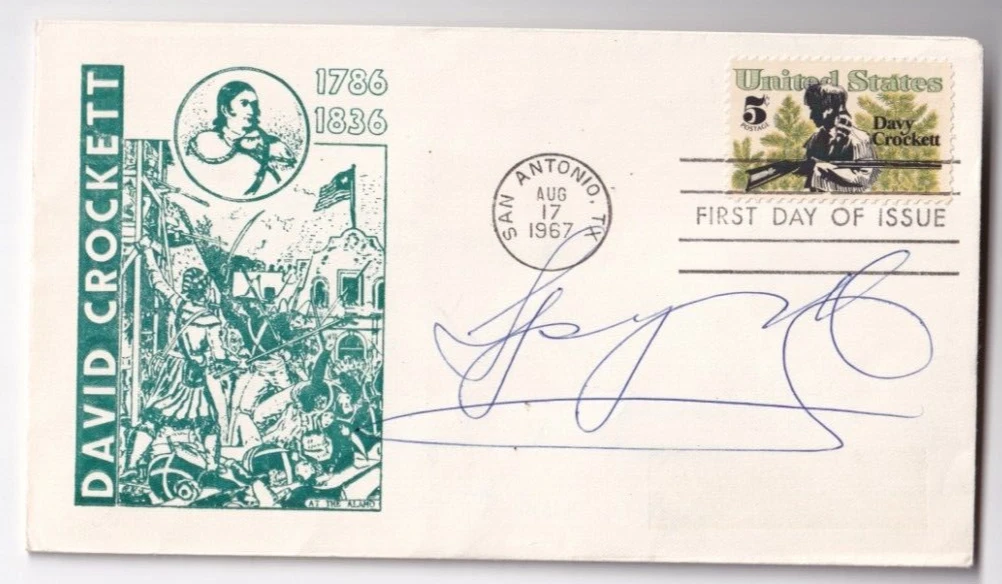 DAVID CROCKETT
1786
1836
AT THE ALAMO
SAN ANTONIO, TX
AUG
17
1967
United States
5c
POSTAGE
Davy
Crockett
FIRST DAY OF ISSUE